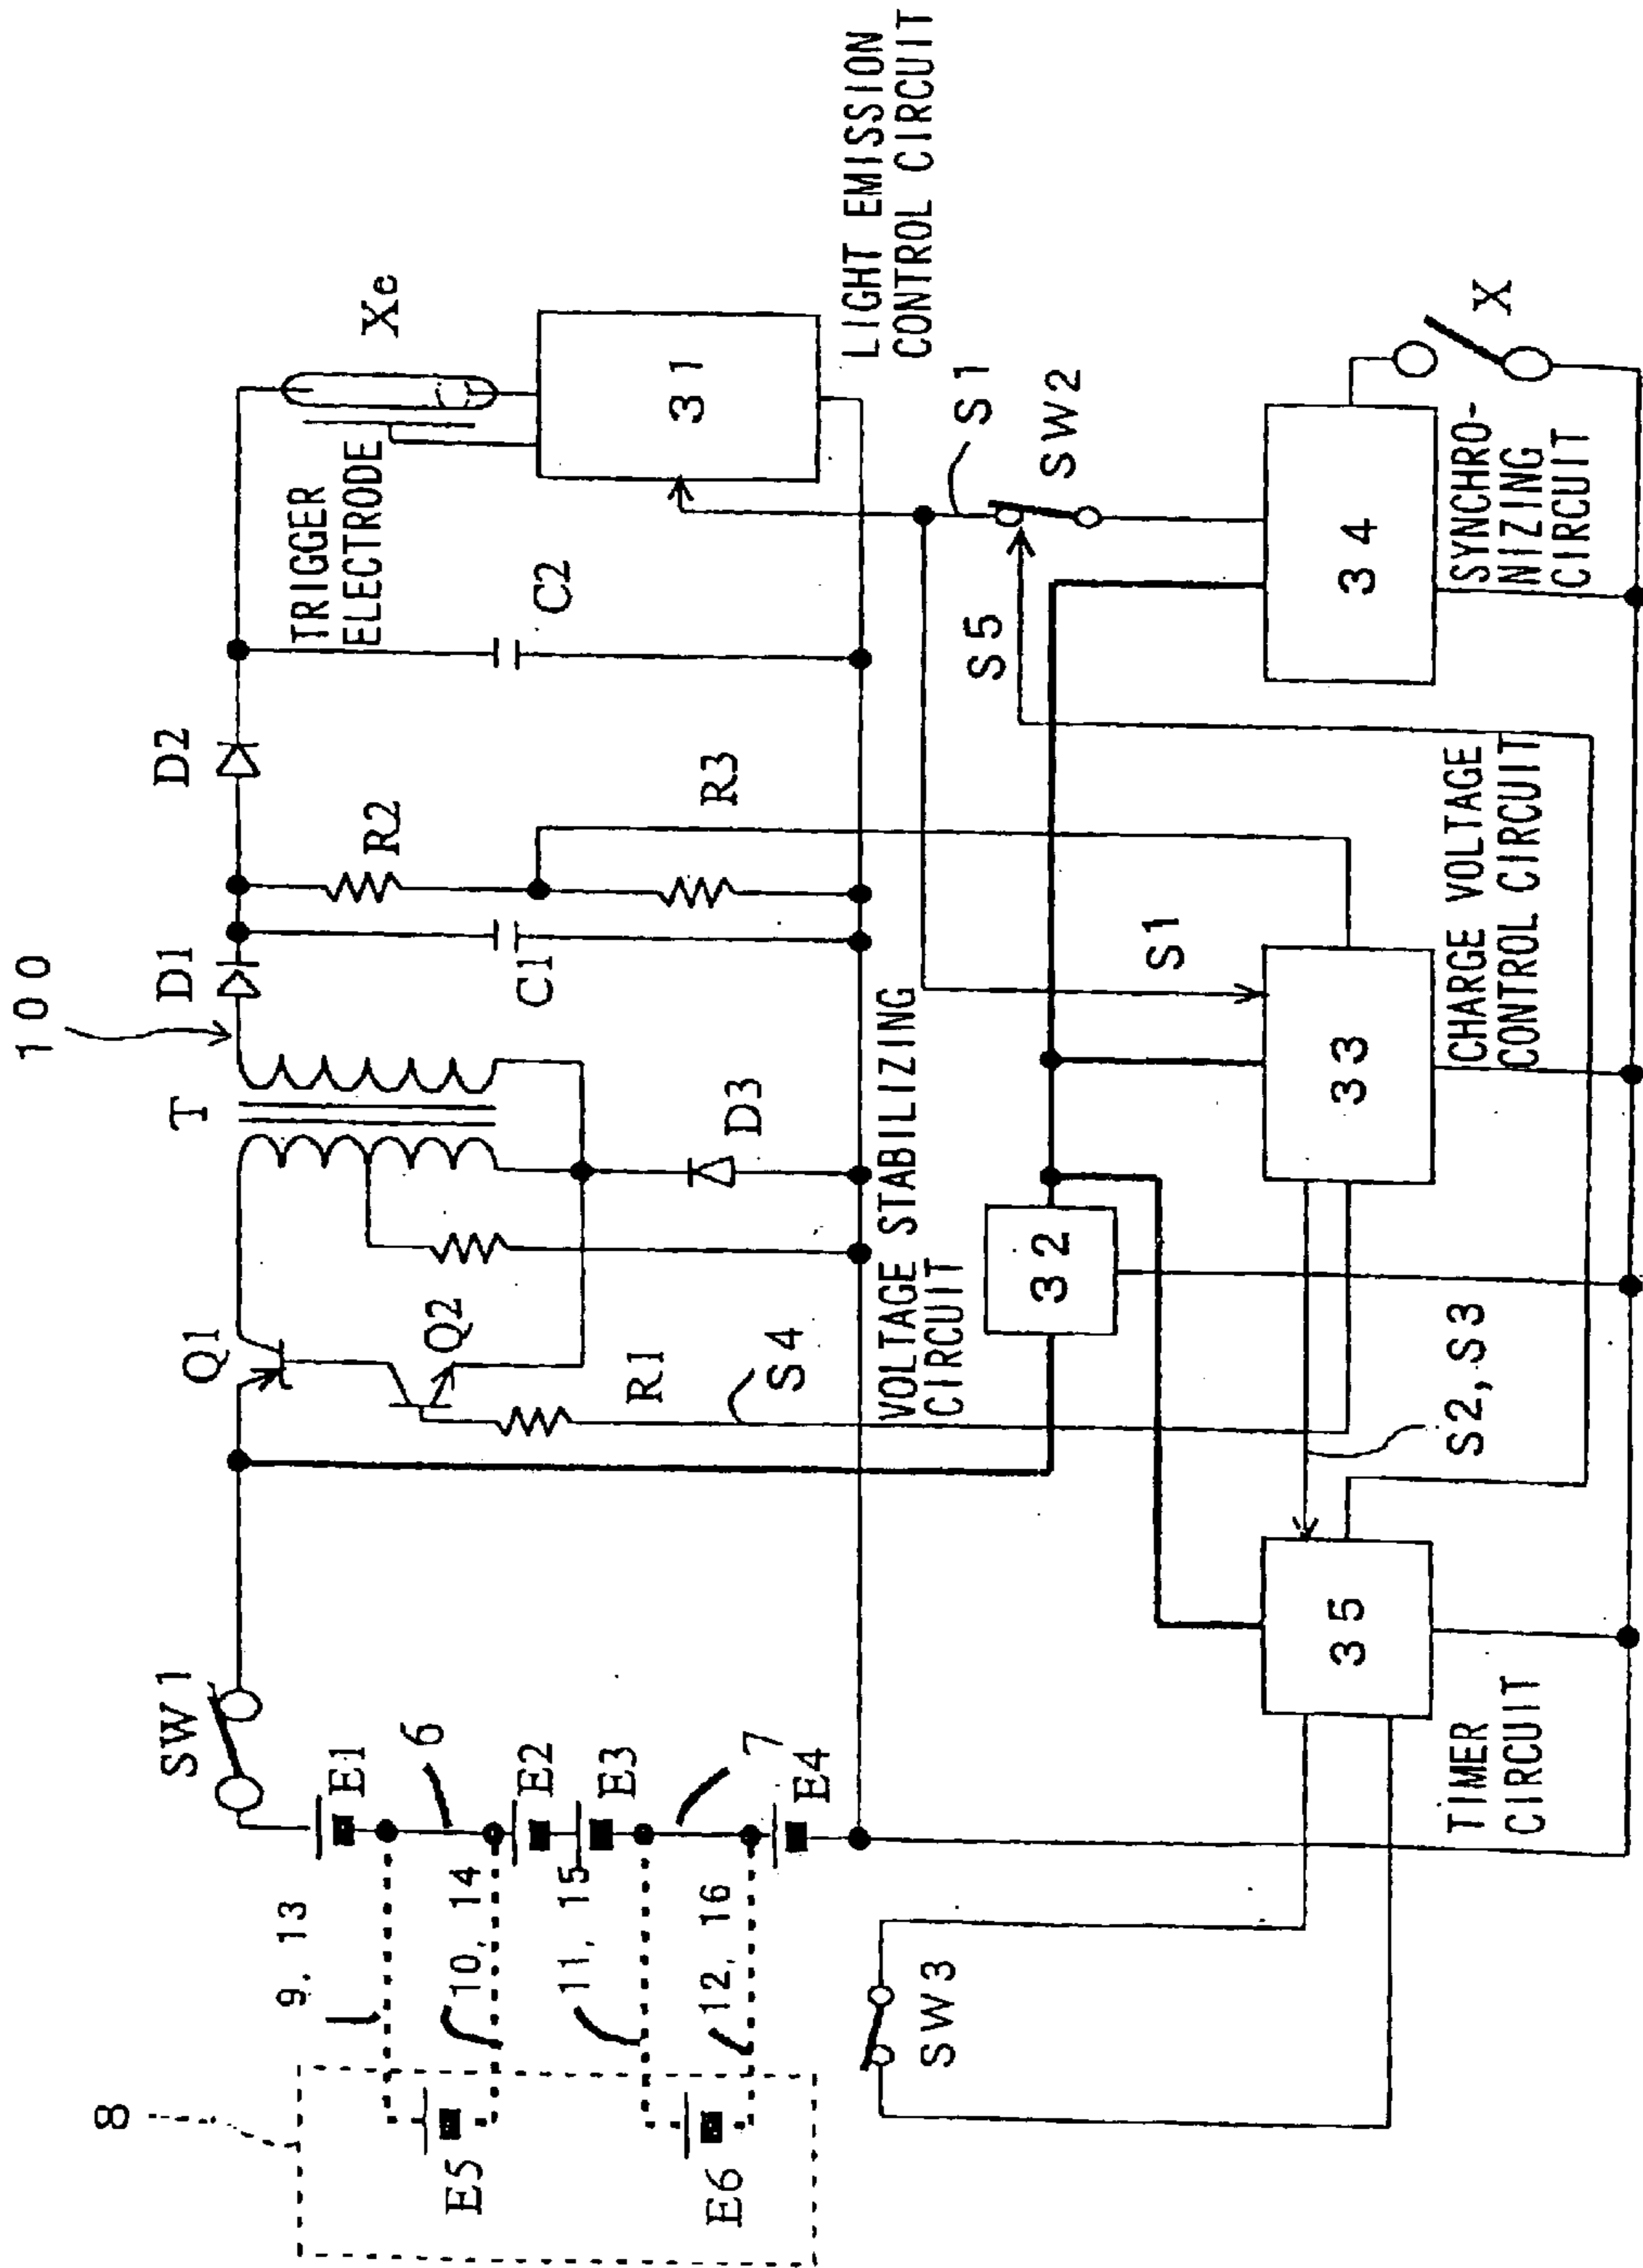 100
8
9, 13
10, 14
11, 15
12, 16
E5
E6
SW1
E1
6
E2
E3
7
E4
Q1
Q2
R1
S4
T
D3
D1
C1
R2
R3
D2
C2
TRIGGER
ELECTRODE
Xe
31
LIGHT EMISSION
CONTROL CIRCUIT
VOLTAGE STABILIZING
CIRCUIT
32
S1
S5
S1
SW2
SW3
TIMER
CIRCUIT
35
S2, S3
33
CHARGE VOLTAGE
CONTROL CIRCUIT
34
SYNCHRO-
NIZING
CIRCUIT
X